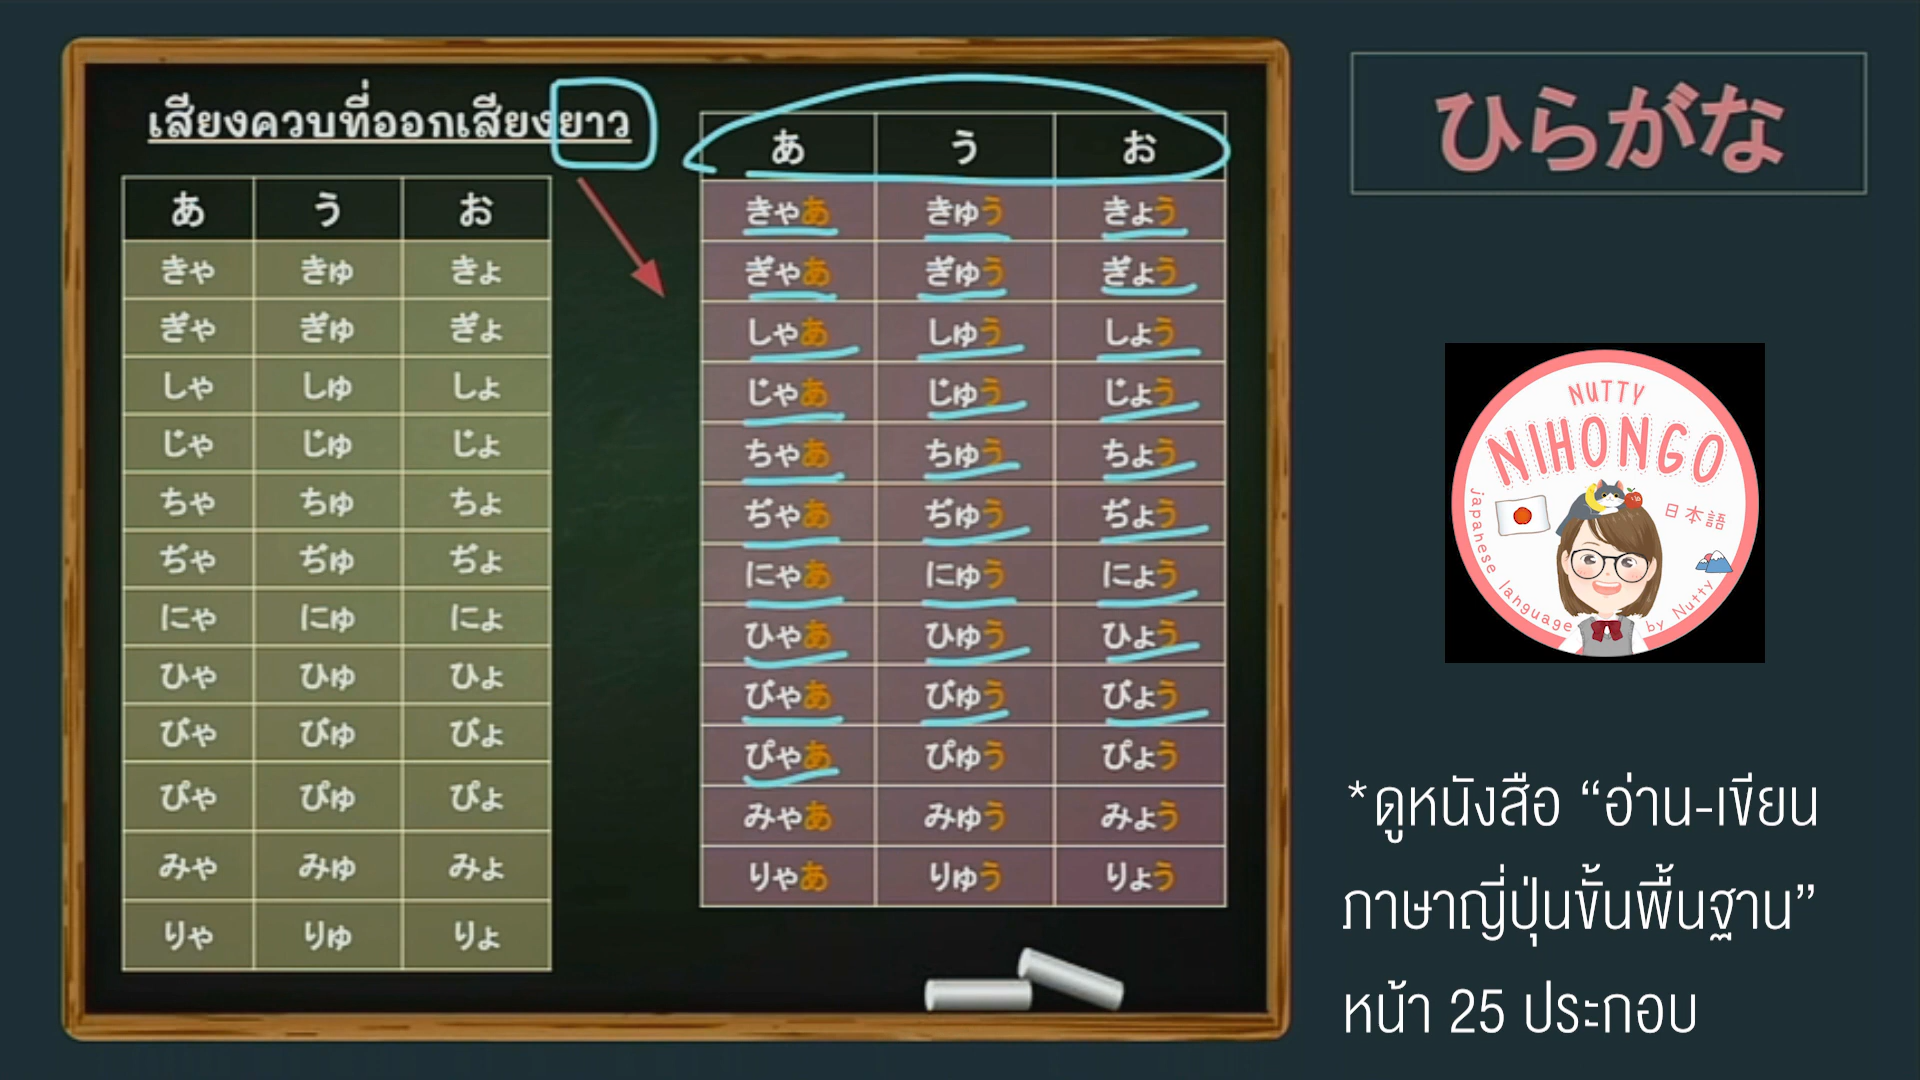 เสียงควบที่ออกเสียงยาว
あ う お
きゃ きゅ きょ
ぎゃ ぎゅ ぎょ
しゃ しゅ しょ
じゃ じゅ じょ
ちゃ ちゅ ちょ
ぢゃ ぢゅ ぢょ
にゃ にゅ にょ
ひゃ ひゅ ひょ
びゃ びゅ びょ
ぴゃ ぴゅ ぴょ
みゃ みゅ みょ
りゃ りゅ りょ
あ う お
きゃあ きゅう きょう
ぎゃあ ぎゅう ぎょう
しゃあ しゅう しょう
じゃあ じゅう じょう
ちゃあ ちゅう ちょう
ぢゃあ ぢゅう ぢょう
にゃあ にゅう にょう
ひゃあ ひゅう ひょう
びゃあ びゅう びょう
ぴゃあ ぴゅう ぴょう
みゃあ みゅう みょう
りゃあ りゅう りょう
ひらがな
NUTTY
NIHONGO
日本語
japanese language by Nutty
*ดูหนังสือ “อ่าน-เขียน
ภาษาญี่ปุ่นขั้นพื้นฐาน”
หน้า 25 ประกอบ